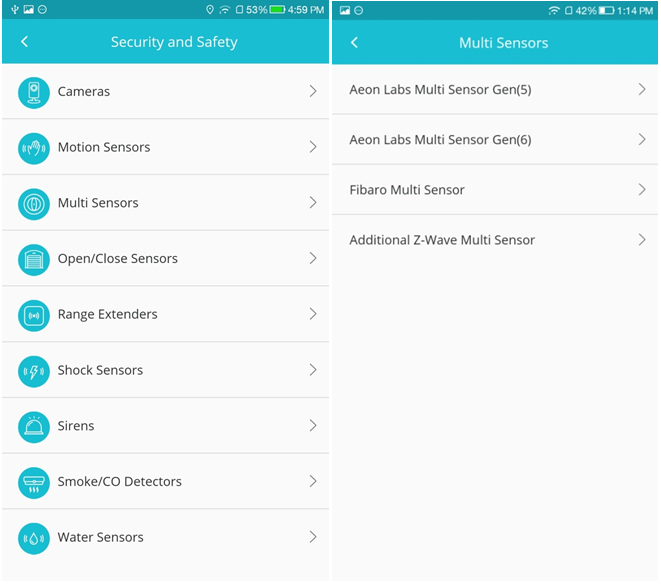 53% 4:59 PM
Security and Safety
Cameras
Motion Sensors
Multi Sensors
Open/Close Sensors
Range Extenders
Shock Sensors
Sirens
Smoke/CO Detectors
Water Sensors
42% 1:14 PM
Multi Sensors
Aeon Labs Multi Sensor Gen(5)
Aeon Labs Multi Sensor Gen(6)
Fibaro Multi Sensor
Additional Z-Wave Multi Sensor